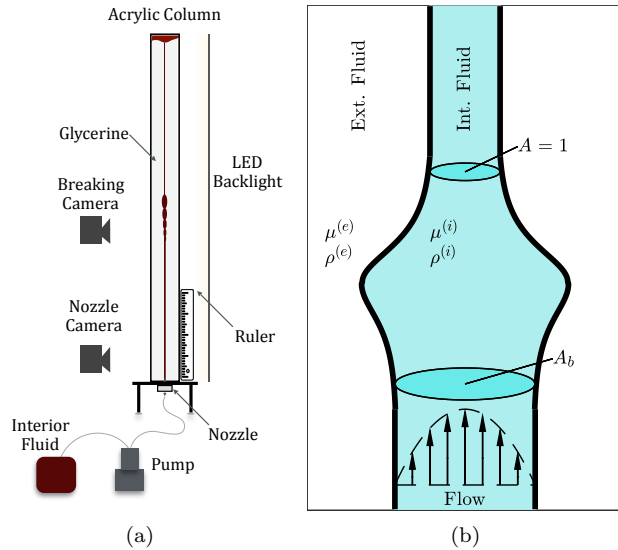 Acrylic Column
Glycerine
Breaking
Camera
LED
Backlight
Nozzle
Camera
Ruler
Interior
Fluid
Nozzle
Pump
(a)
Ext. Fluid
Int. Fluid
A = 1
μ^(e)
ρ^(e)
μ^(i)
ρ^(i)
A_b
Flow
(b)